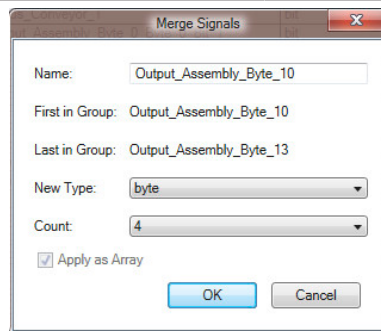 Merge Signals
Name: Output_Assembly_Byte_10
First in Group: Output_Assembly_Byte_10
Last in Group: Output_Assembly_Byte_13
New Type: byte
Count: 4
Apply as Array
OK Cancel